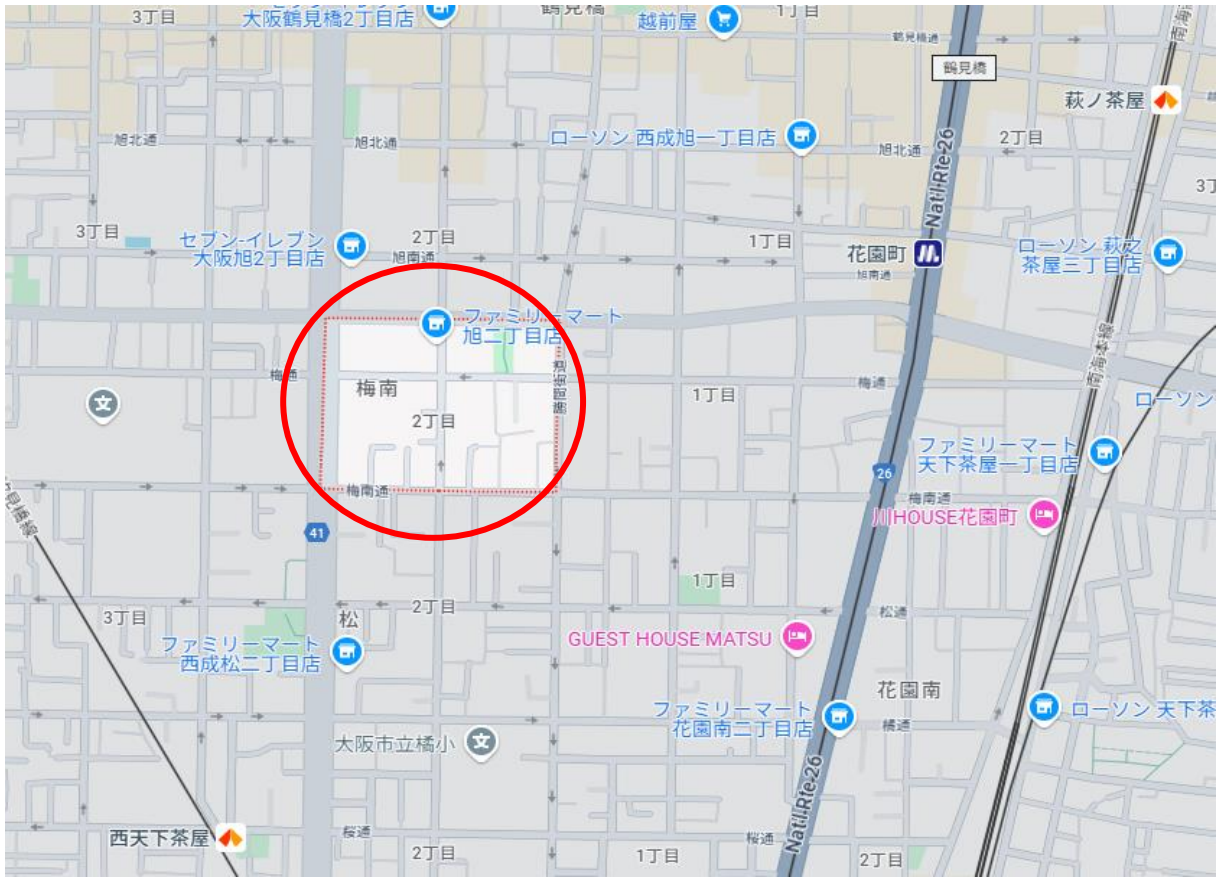 3丁目
大阪鶴見橋2丁目店
越前屋
1丁目
鶴見橋通
鶴見橋
萩ノ茶屋
旭北通
旭北通
ローソン 西成旭一丁目店
旭北通
2丁目
Nat'l Rte 26
3丁目
セブン-イレブン
大阪旭2丁目店
2丁目
旭南通
1丁目
花園町
旭南通
ローソン 萩之
茶屋三丁目店
ファミリーマート
旭二丁目店
南海本線
梅通
梅南
2丁目
1丁目
梅通
ローソン
文
ファミリーマート
天下茶屋一丁目店
26
梅南通
梅南通
川HOUSE花園町
41
1丁目
3丁目
松
2丁目
松通
ファミリーマート
西成松二丁目店
GUEST HOUSE MATSU
花園南
ファミリーマート
花園南二丁目店
橘通
ローソン 天下茶
大阪市立橘小
文
Nat'l Rte 26
西天下茶屋
桜通
2丁目
1丁目
桜通
2丁目